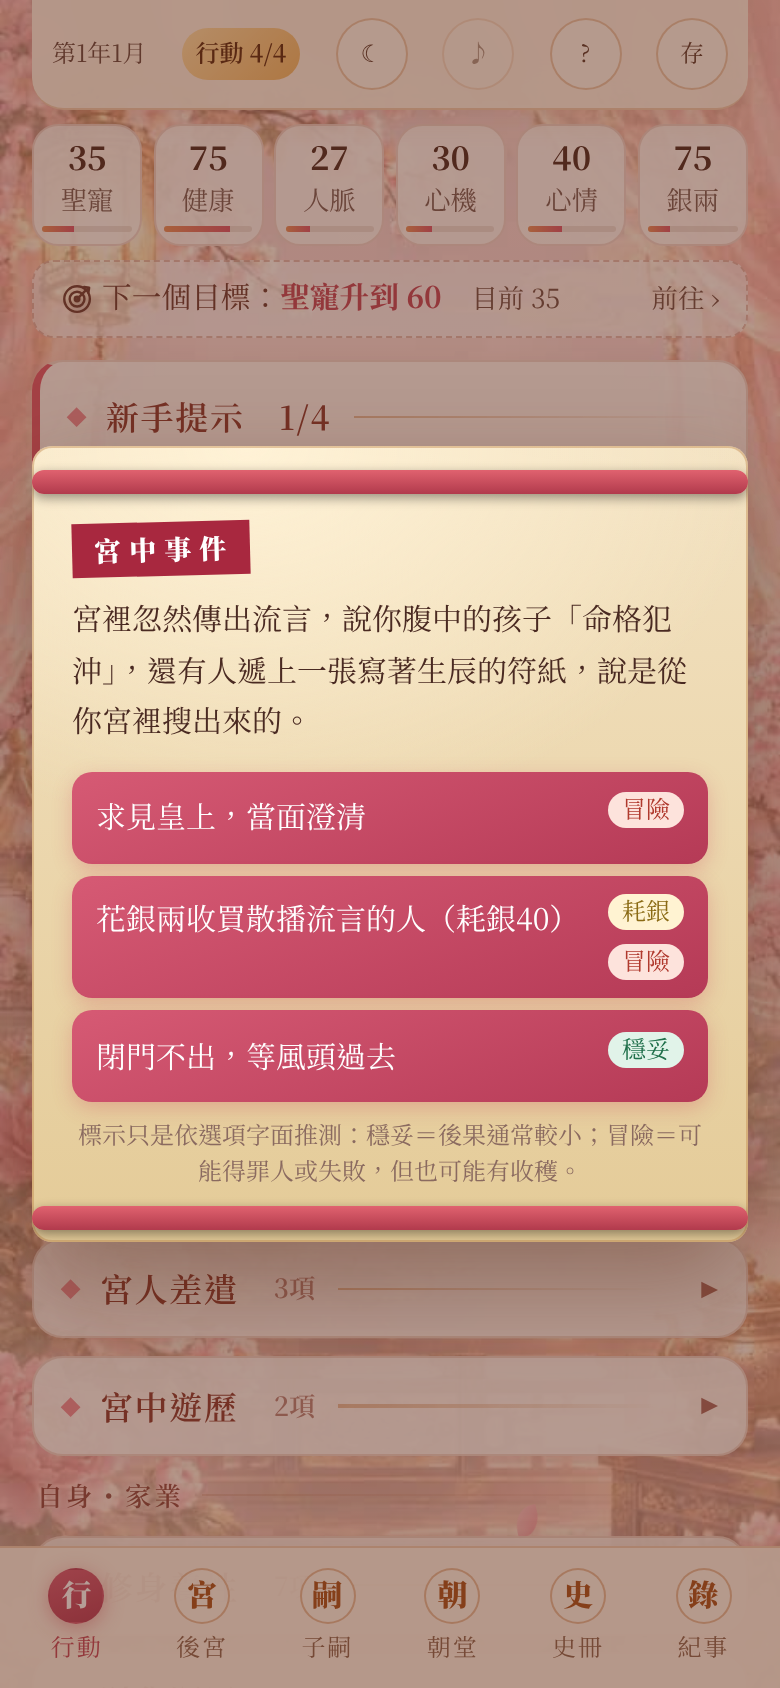 第1年1月 行動 4/4 ☾ ♪ ? 存
35 75 27 30 40 75
聖寵 健康 人脈 心機 心情 銀兩
下一個目標：聖寵升到 60 目前 35 前往 ›
新手提示 1/4
宮中事件
宮裡忽然傳出流言，說你腹中的孩子「命格犯
沖」，還有人遞上一張寫著生辰的符紙，說是從
你宮裡搜出來的。
求見皇上，當面澄清 冒險
花銀兩收買散播流言的人（耗銀40） 耗銀
冒險
閉門不出，等風頭過去 穩妥
標示只是依選項字面推測：穩妥＝後果通常較小；冒險＝可
能得罪人或失敗，但也可能有收穫。
宮人差遣 3項
宮中遊歷 2項
自身・家業
行 宮 嗣 朝 史 錄
行動 後宮 子嗣 朝堂 史冊 紀事